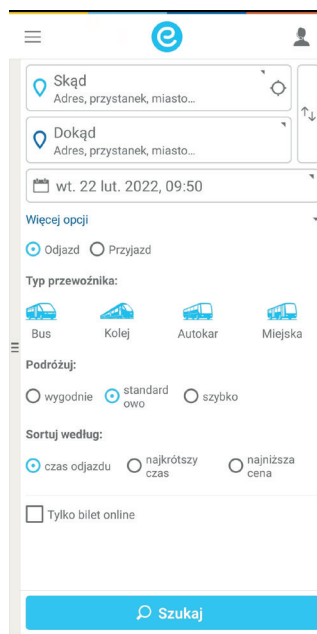 e
Skąd
Adres, przystanek, miasto...
Dokąd
Adres, przystanek, miasto...
wt. 22 lut. 2022, 09:50
Więcej opcji
Odjazd Przyjazd
Typ przewoźnika:
Bus Kolej Autokar Miejska
Podróżuj:
wygodnie standard
owo szybko
Sortuj według:
czas odjazdu najkrótszy
czas najniższa
cena
Tylko bilet online
Szukaj